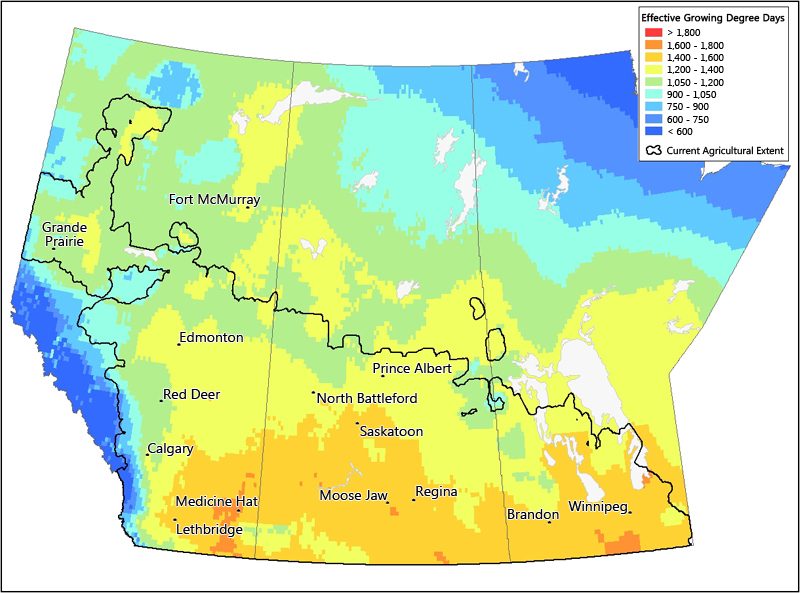 Effective Growing Degree Days
> 1,800
1,600 - 1,800
1,400 - 1,600
1,200 - 1,400
1,050 - 1,200
900 - 1,050
750 - 900
600 - 750
< 600
Current Agricultural Extent
Fort McMurray
Grande
Prairie
Edmonton
Prince Albert
Red Deer
North Battleford
Saskatoon
Calgary
Medicine Hat
Moose Jaw
Regina
Lethbridge
Brandon
Winnipeg